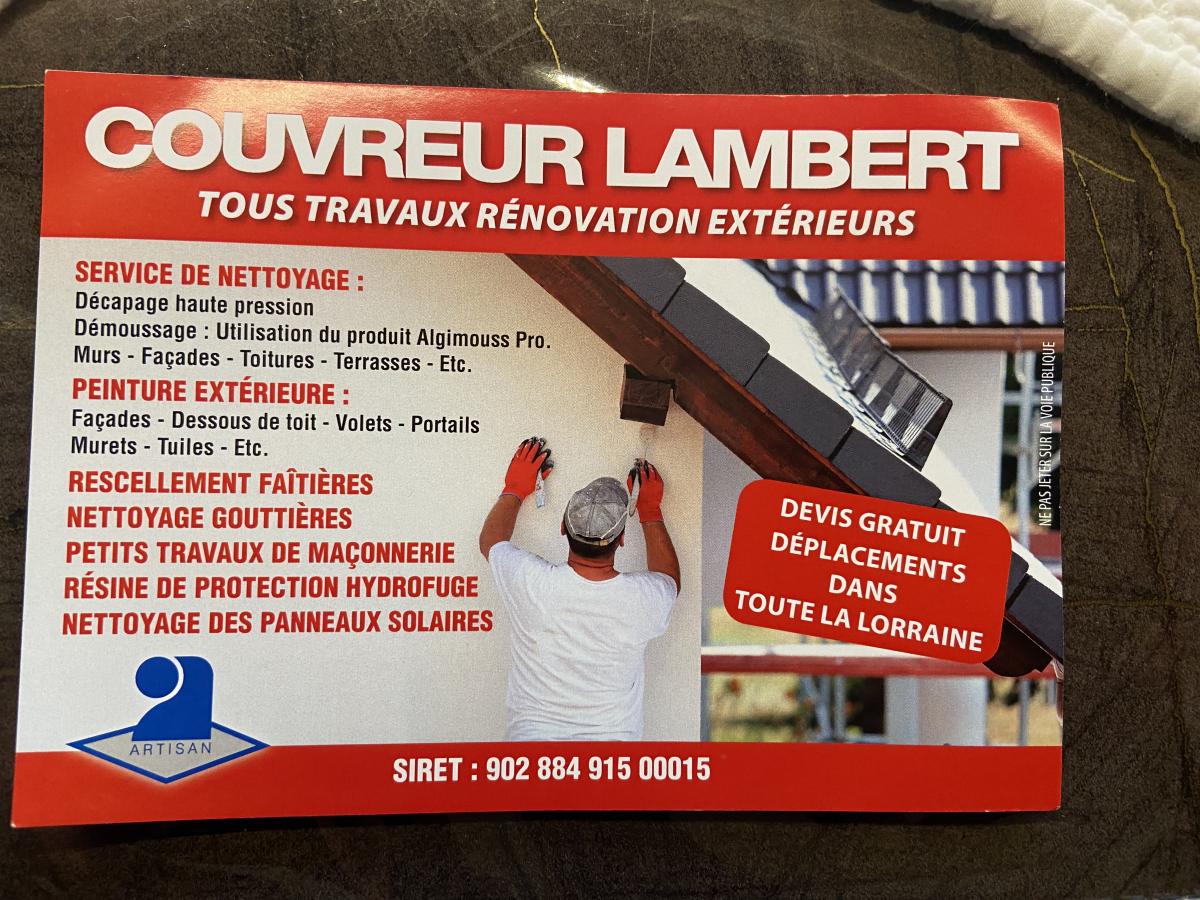 COUVREUR LAMBERT
TOUS TRAVAUX RÉNOVATION EXTÉRIEURS
SERVICE DE NETTOYAGE :
Décapage haute pression
Démoussage : Utilisation du produit Algimouss Pro.
Murs - Façades - Toitures - Terrasses - Etc.
PEINTURE EXTÉRIEURE :
Façades - Dessous de toit - Volets - Portails
Murets - Tuiles - Etc.
RESCELLEMENT FAÎTIÈRES
NETTOYAGE GOUTTIÈRES
PETITS TRAVAUX DE MAÇONNERIE
RÉSINE DE PROTECTION HYDROFUGE
NETTOYAGE DES PANNEAUX SOLAIRES
DEVIS GRATUIT
DÉPLACEMENTS
DANS
TOUTE LA LORRAINE
NE PAS JETER SUR LA VOIE PUBLIQUE
ARTISAN
SIRET : 902 884 915 00015